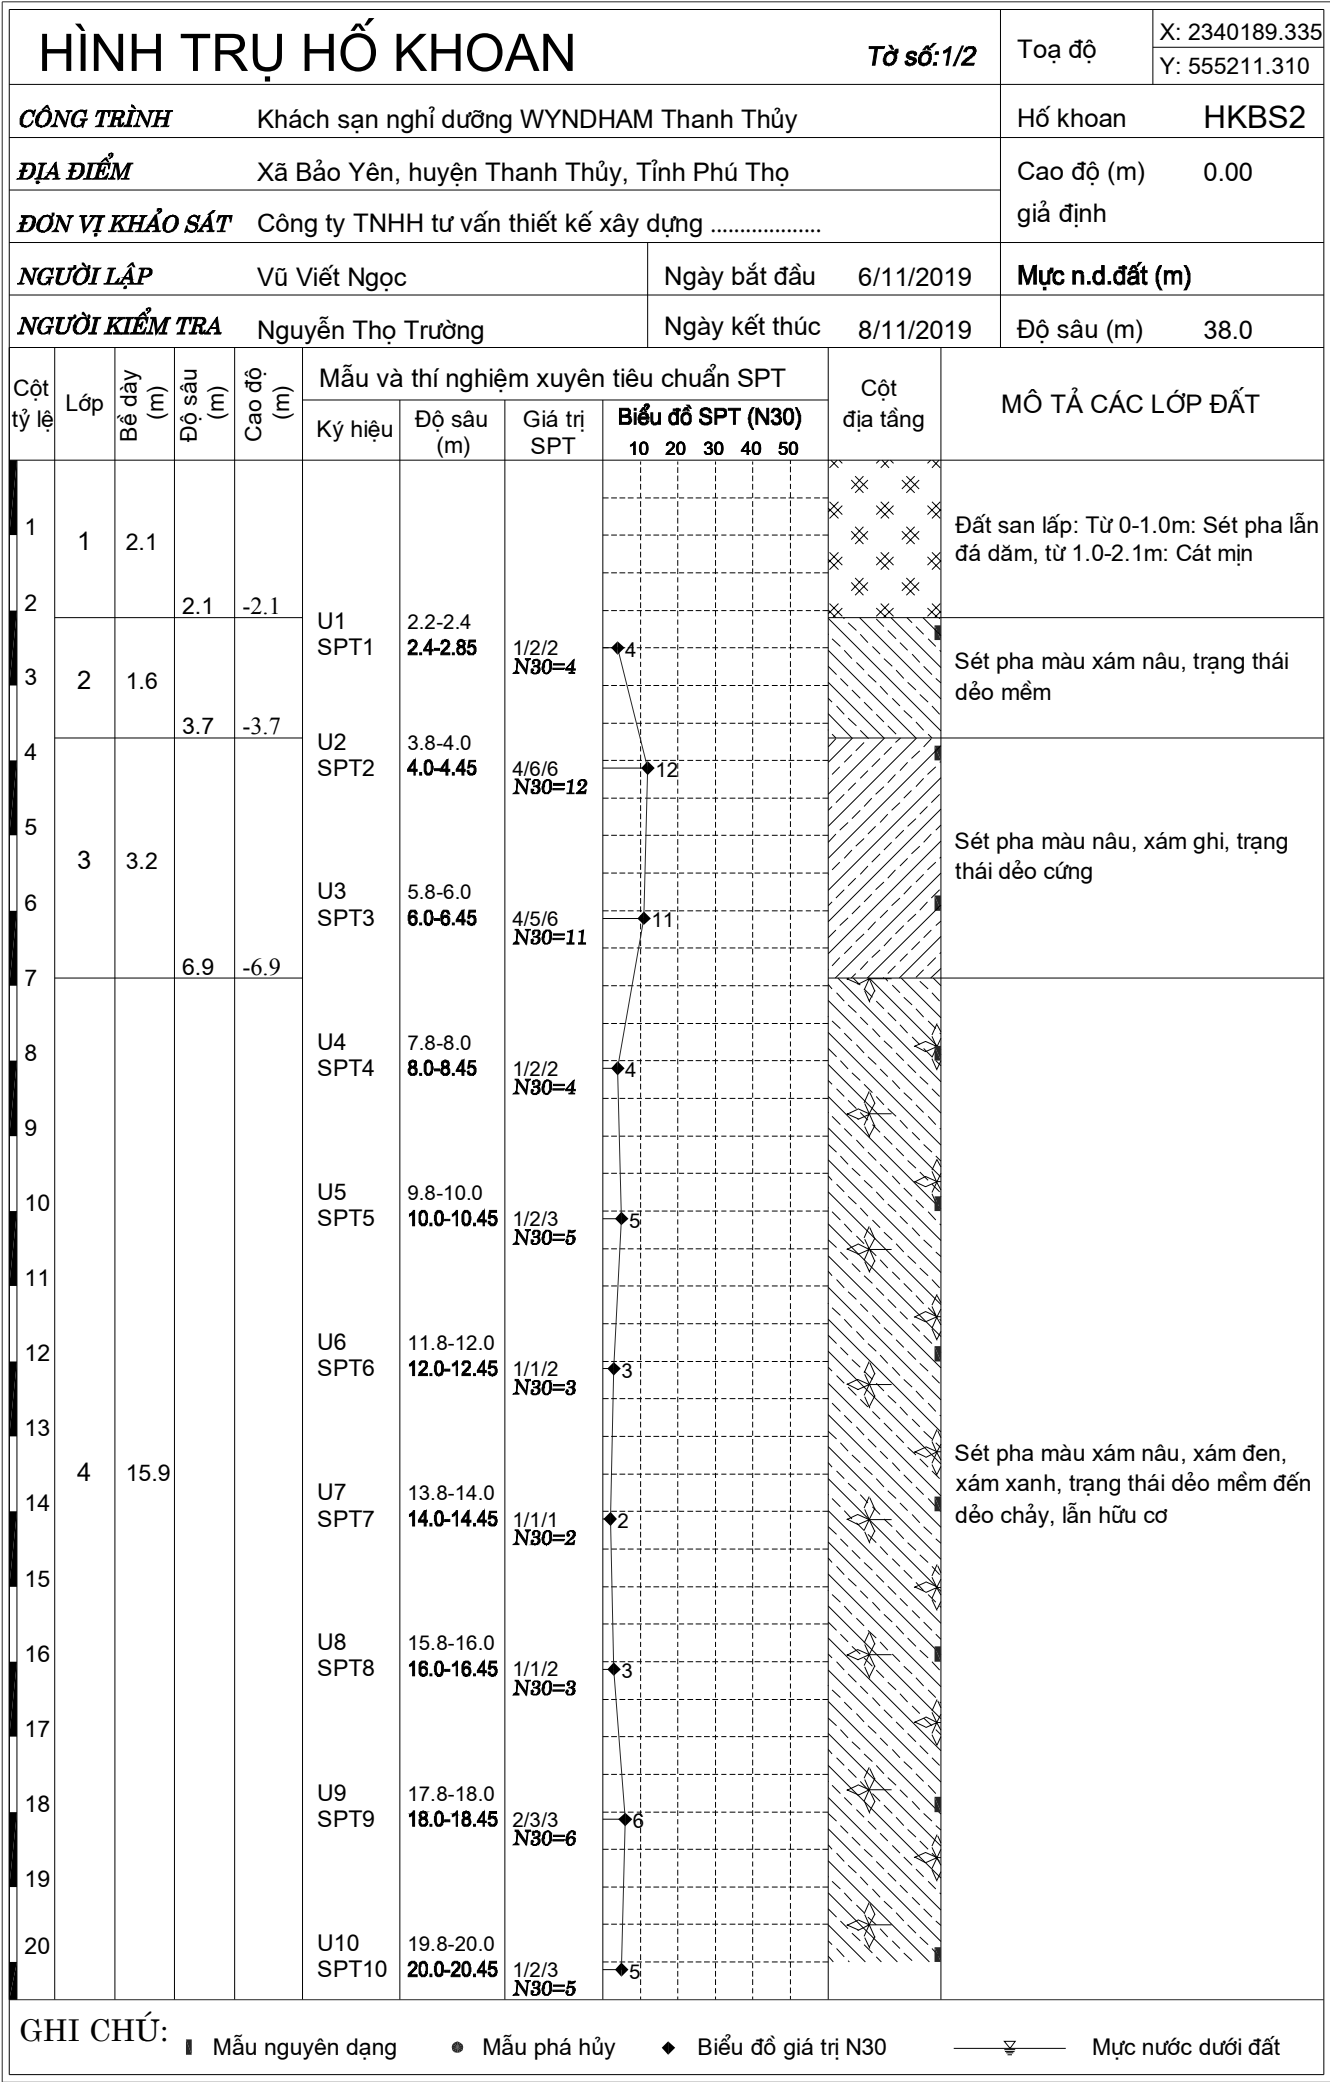 HÌNH TRỤ HỐ KHOAN
Tờ số:1/2
Toạ độ
X: 2340189.335
Y: 555211.310
CÔNG TRÌNH Khách sạn nghỉ dưỡng WYNDHAM Thanh Thủy
Hố khoan HKBS2
ĐỊA ĐIỂM Xã Bảo Yên, huyện Thanh Thủy, Tỉnh Phú Thọ
Cao độ (m) 0.00
giả định
ĐƠN VỊ KHẢO SÁT Công ty TNHH tư vấn thiết kế xây dựng ...................
NGƯỜI LẬP Vũ Viết Ngọc
Ngày bắt đầu 6/11/2019
Mực n.d.đất (m)
NGƯỜI KIỂM TRA Nguyễn Thọ Trường
Ngày kết thúc 8/11/2019
Độ sâu (m) 38.0
Cột
tỷ lệ
Lớp
Bề dày
(m)
Độ sâu
(m)
Cao độ
(m)
Mẫu và thí nghiệm xuyên tiêu chuẩn SPT
Ký hiệu
Độ sâu
(m)
Giá trị
SPT
Biểu đồ SPT (N30)
10 20 30 40 50
Cột
địa tầng
MÔ TẢ CÁC LỚP ĐẤT
1
1 2.1
Đất san lấp: Từ 0-1.0m: Sét pha lẫn
đá dăm, từ 1.0-2.1m: Cát mịn
2
2.1 -2.1
U1 2.2-2.4
SPT1 2.4-2.85 1/2/2
N30=4
4
3
2 1.6
Sét pha màu xám nâu, trạng thái
dẻo mềm
3.7 -3.7
4
U2 3.8-4.0
SPT2 4.0-4.45 4/6/6
N30=12
12
5
3 3.2
Sét pha màu nâu, xám ghi, trạng
thái dẻo cứng
6
U3 5.8-6.0
SPT3 6.0-6.45 4/5/6
N30=11
11
6.9 -6.9
7
8
U4 7.8-8.0
SPT4 8.0-8.45 1/2/2
N30=4
4
9
10
U5 9.8-10.0
SPT5 10.0-10.45 1/2/3
N30=5
5
11
12
U6 11.8-12.0
SPT6 12.0-12.45 1/1/2
N30=3
3
13
4 15.9
Sét pha màu xám nâu, xám đen,
xám xanh, trạng thái dẻo mềm đến
dẻo chảy, lẫn hữu cơ
14
U7 13.8-14.0
SPT7 14.0-14.45 1/1/1
N30=2
2
15
16
U8 15.8-16.0
SPT8 16.0-16.45 1/1/2
N30=3
3
17
18
U9 17.8-18.0
SPT9 18.0-18.45 2/3/3
N30=6
6
19
20
U10 19.8-20.0
SPT10 20.0-20.45 1/2/3
N30=5
5
GHI CHÚ:
Mẫu nguyên dạng
Mẫu phá hủy
Biểu đồ giá trị N30
Mực nước dưới đất